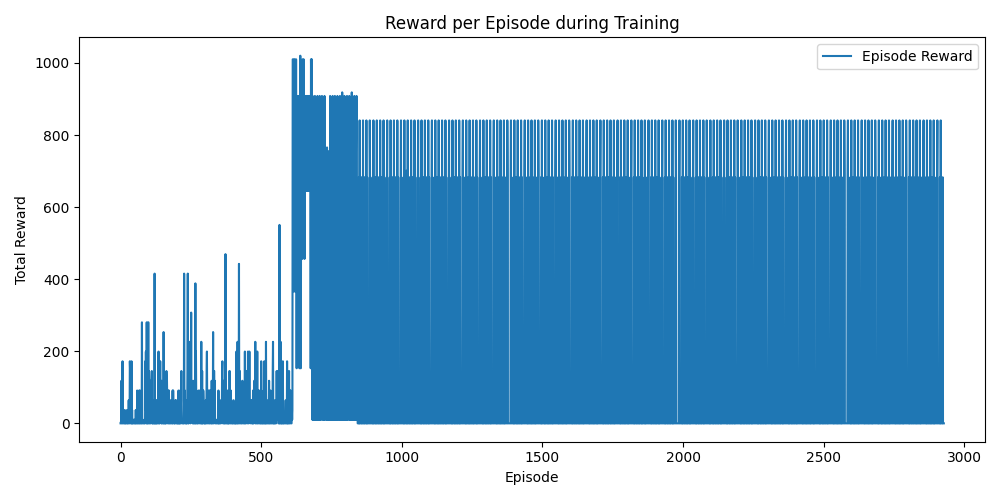 Reward per Episode during Training
Episode Reward
Total Reward
1000
800
600
400
200
0
0 500 1000 1500 2000 2500 3000
Episode